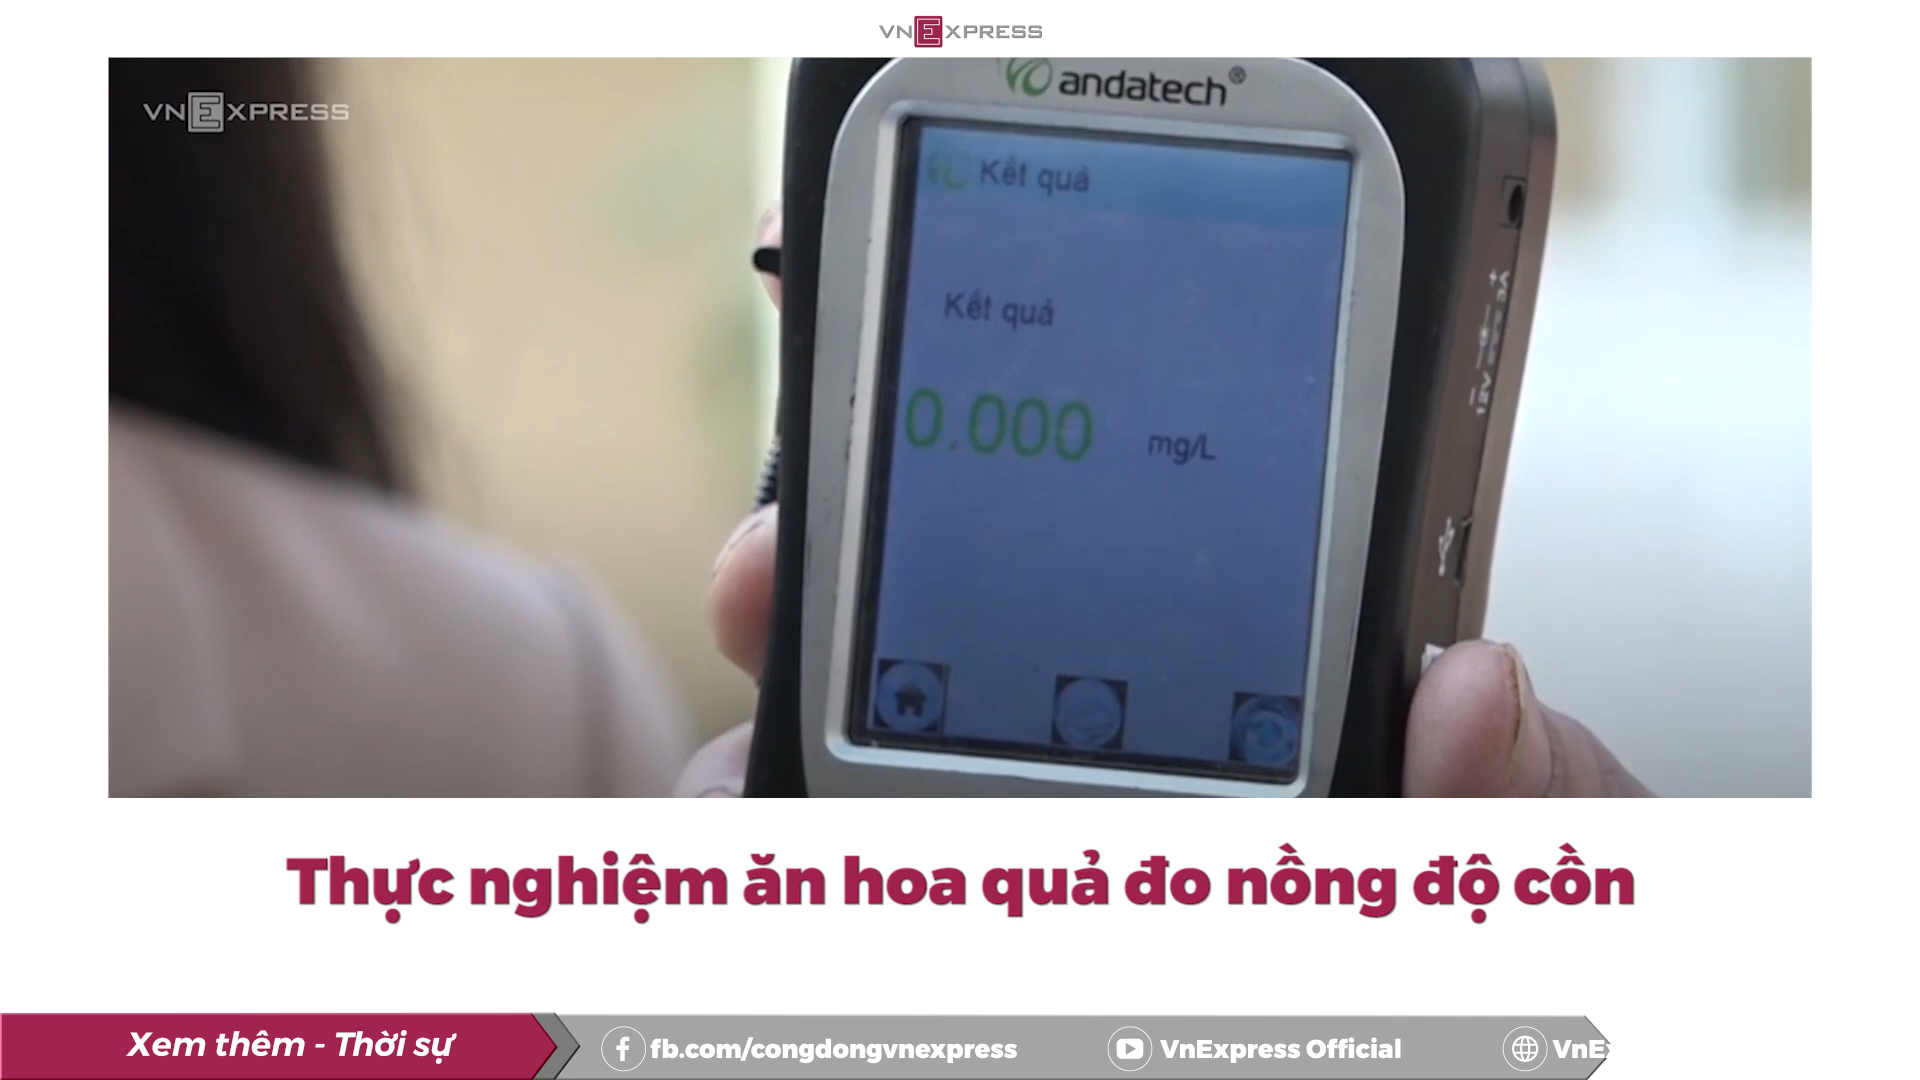 VNEXPRESS
VNEXPRESS
andatech®
Kết quả
Kết quả
0.000 mg/L
Thực nghiệm ăn hoa quả đo nồng độ cồn
Xem thêm - Thời sự
fb.com/congdongvnexpress
VnExpress Official
VnE